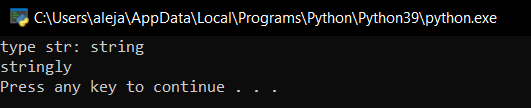 C:\Users\aleja\AppData\Local\Programs\Python\Python39\python.exe
type str: string
stringly
Press any key to continue . . .